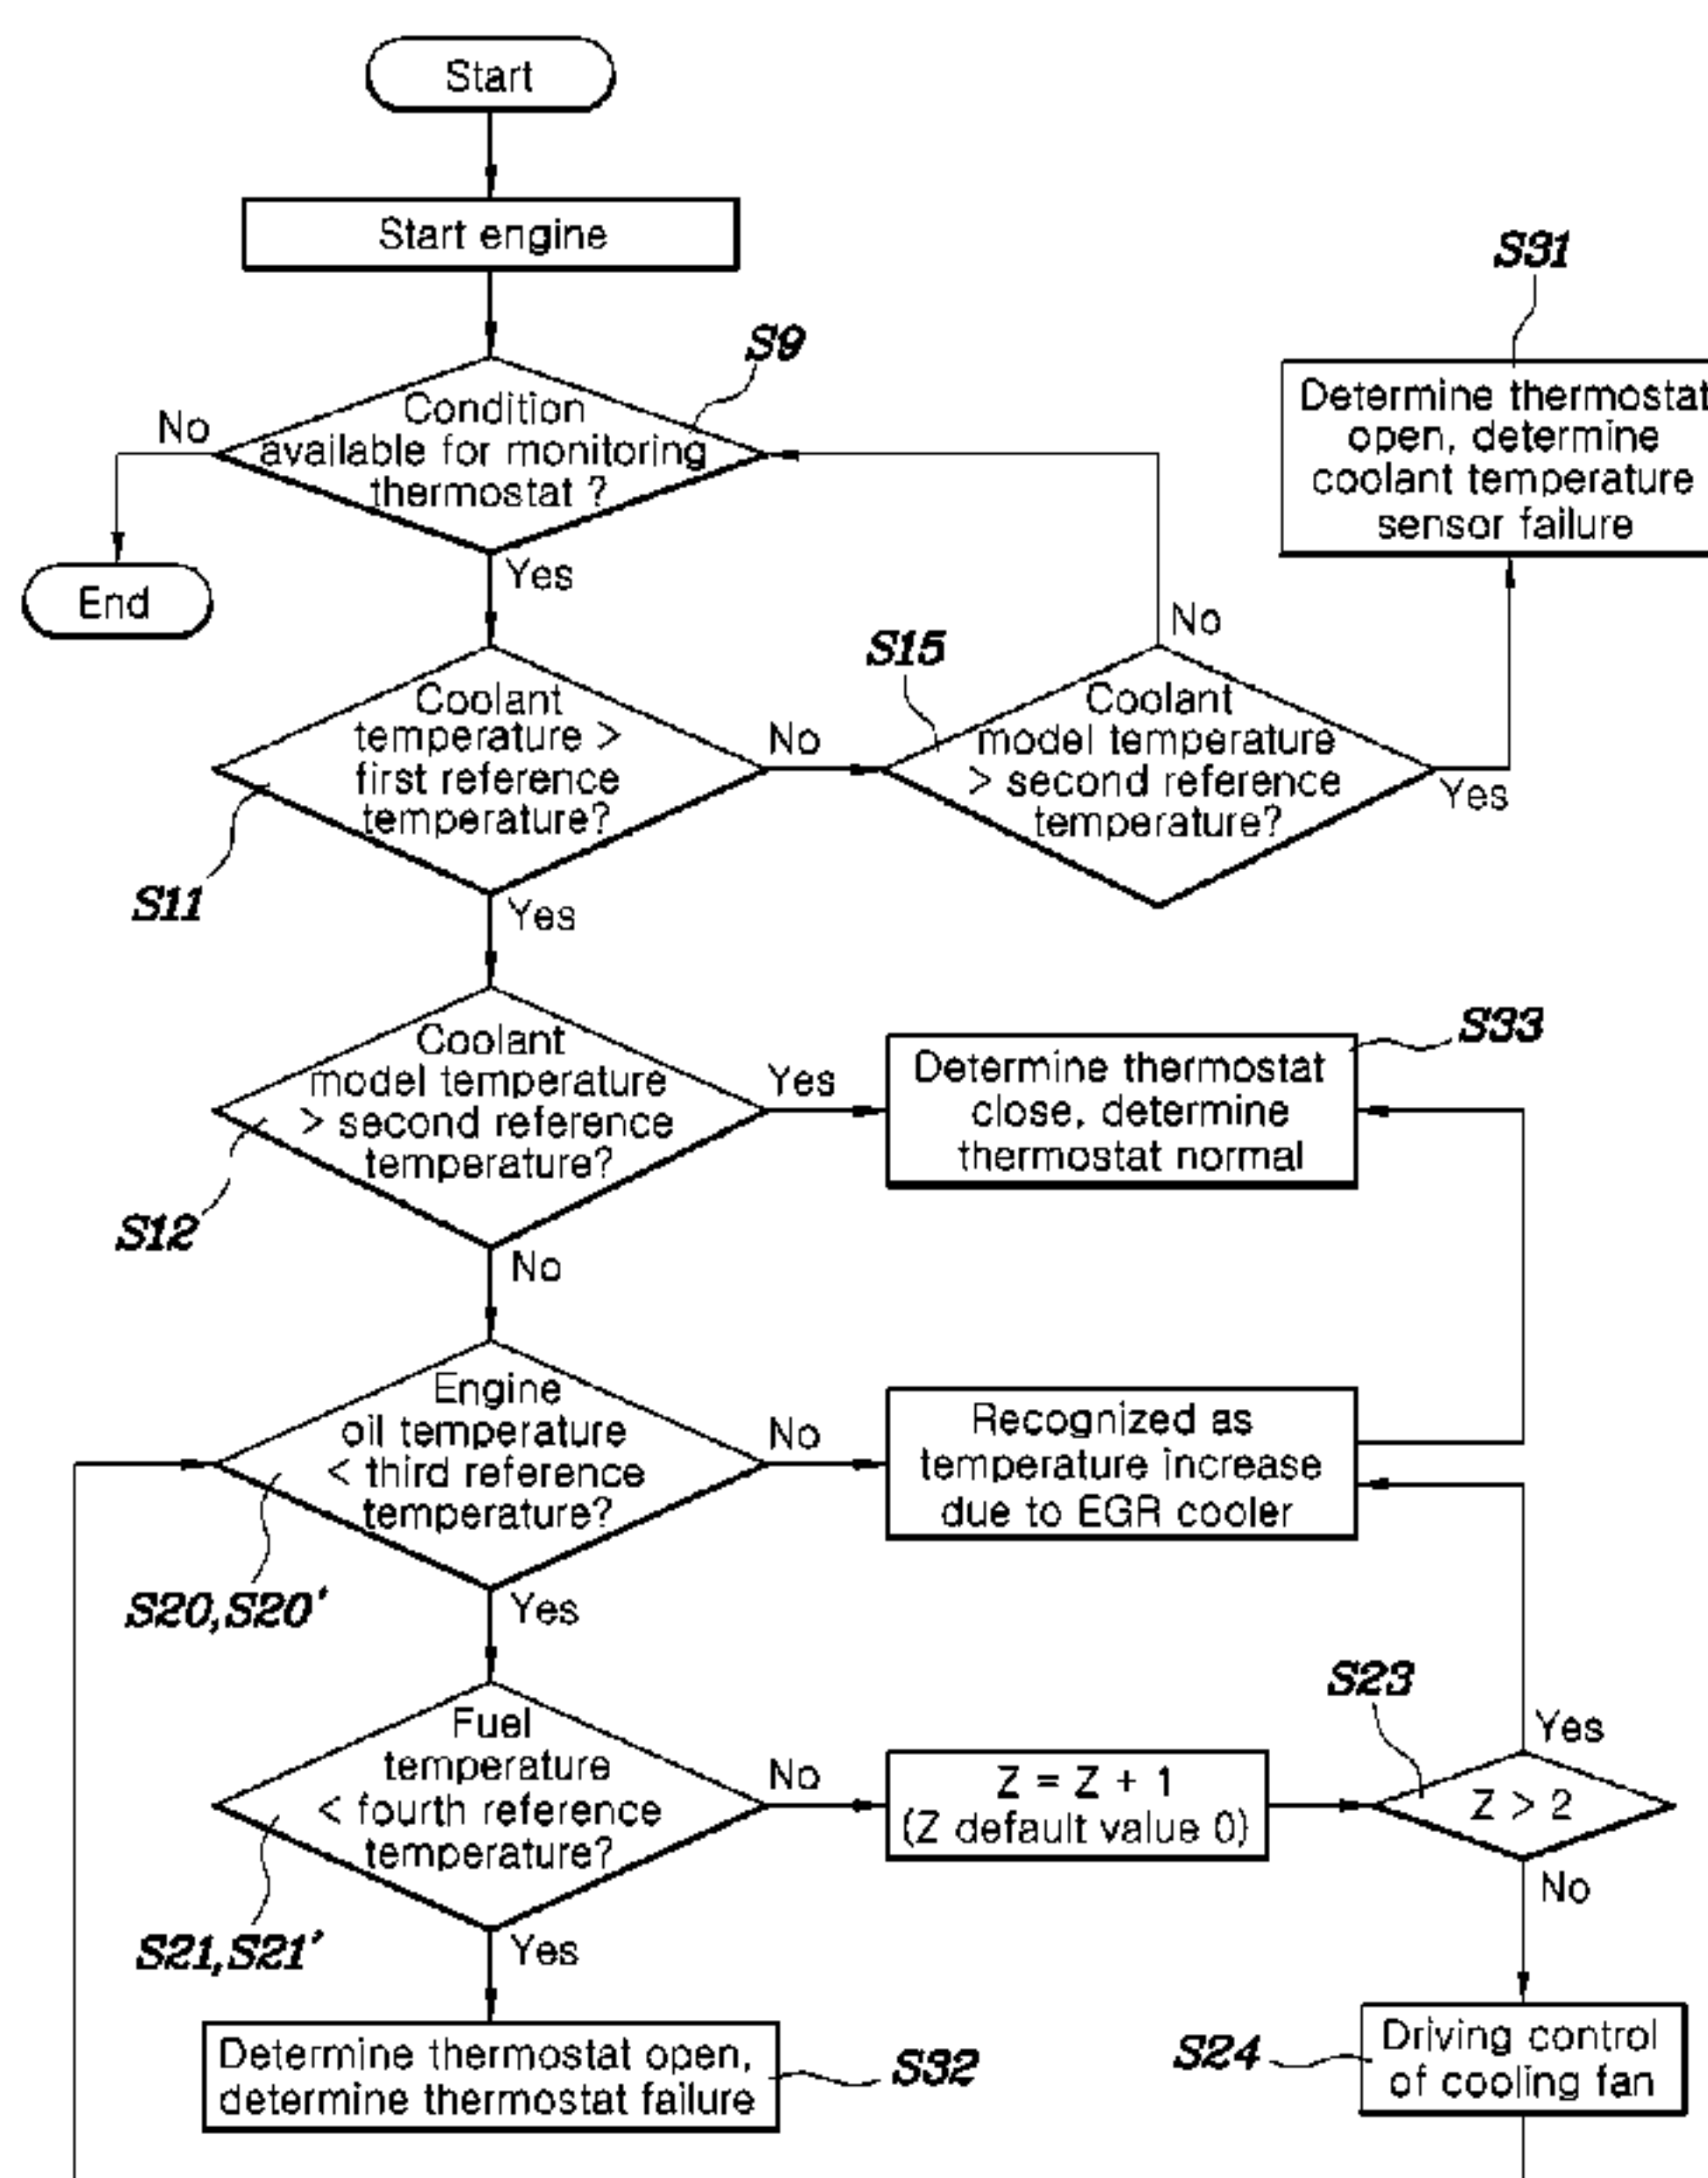 Start
Start engine
S9
Condition
available for monitoring
thermostat ?
No
Yes
End
S31
Determine thermostat
open, determine
coolant temperature
sensor failure
S11
Coolant
temperature >
first reference
temperature?
No
Yes
S15
Coolant
model temperature
> second reference
temperature?
No
Yes
S12
Coolant
model temperature
> second reference
temperature?
Yes
No
S33
Determine thermostat
close, determine
thermostat normal
S20,S20'
Engine
oil temperature
< third reference
temperature?
No
Yes
Recognized as
temperature increase
due to EGR cooler
S21,S21'
Fuel
temperature
< fourth reference
temperature?
No
Yes
Z = Z + 1
(Z default value 0)
S23
Z > 2
Yes
No
Determine thermostat open,
determine thermostat failure
S32
S24
Driving control
of cooling fan